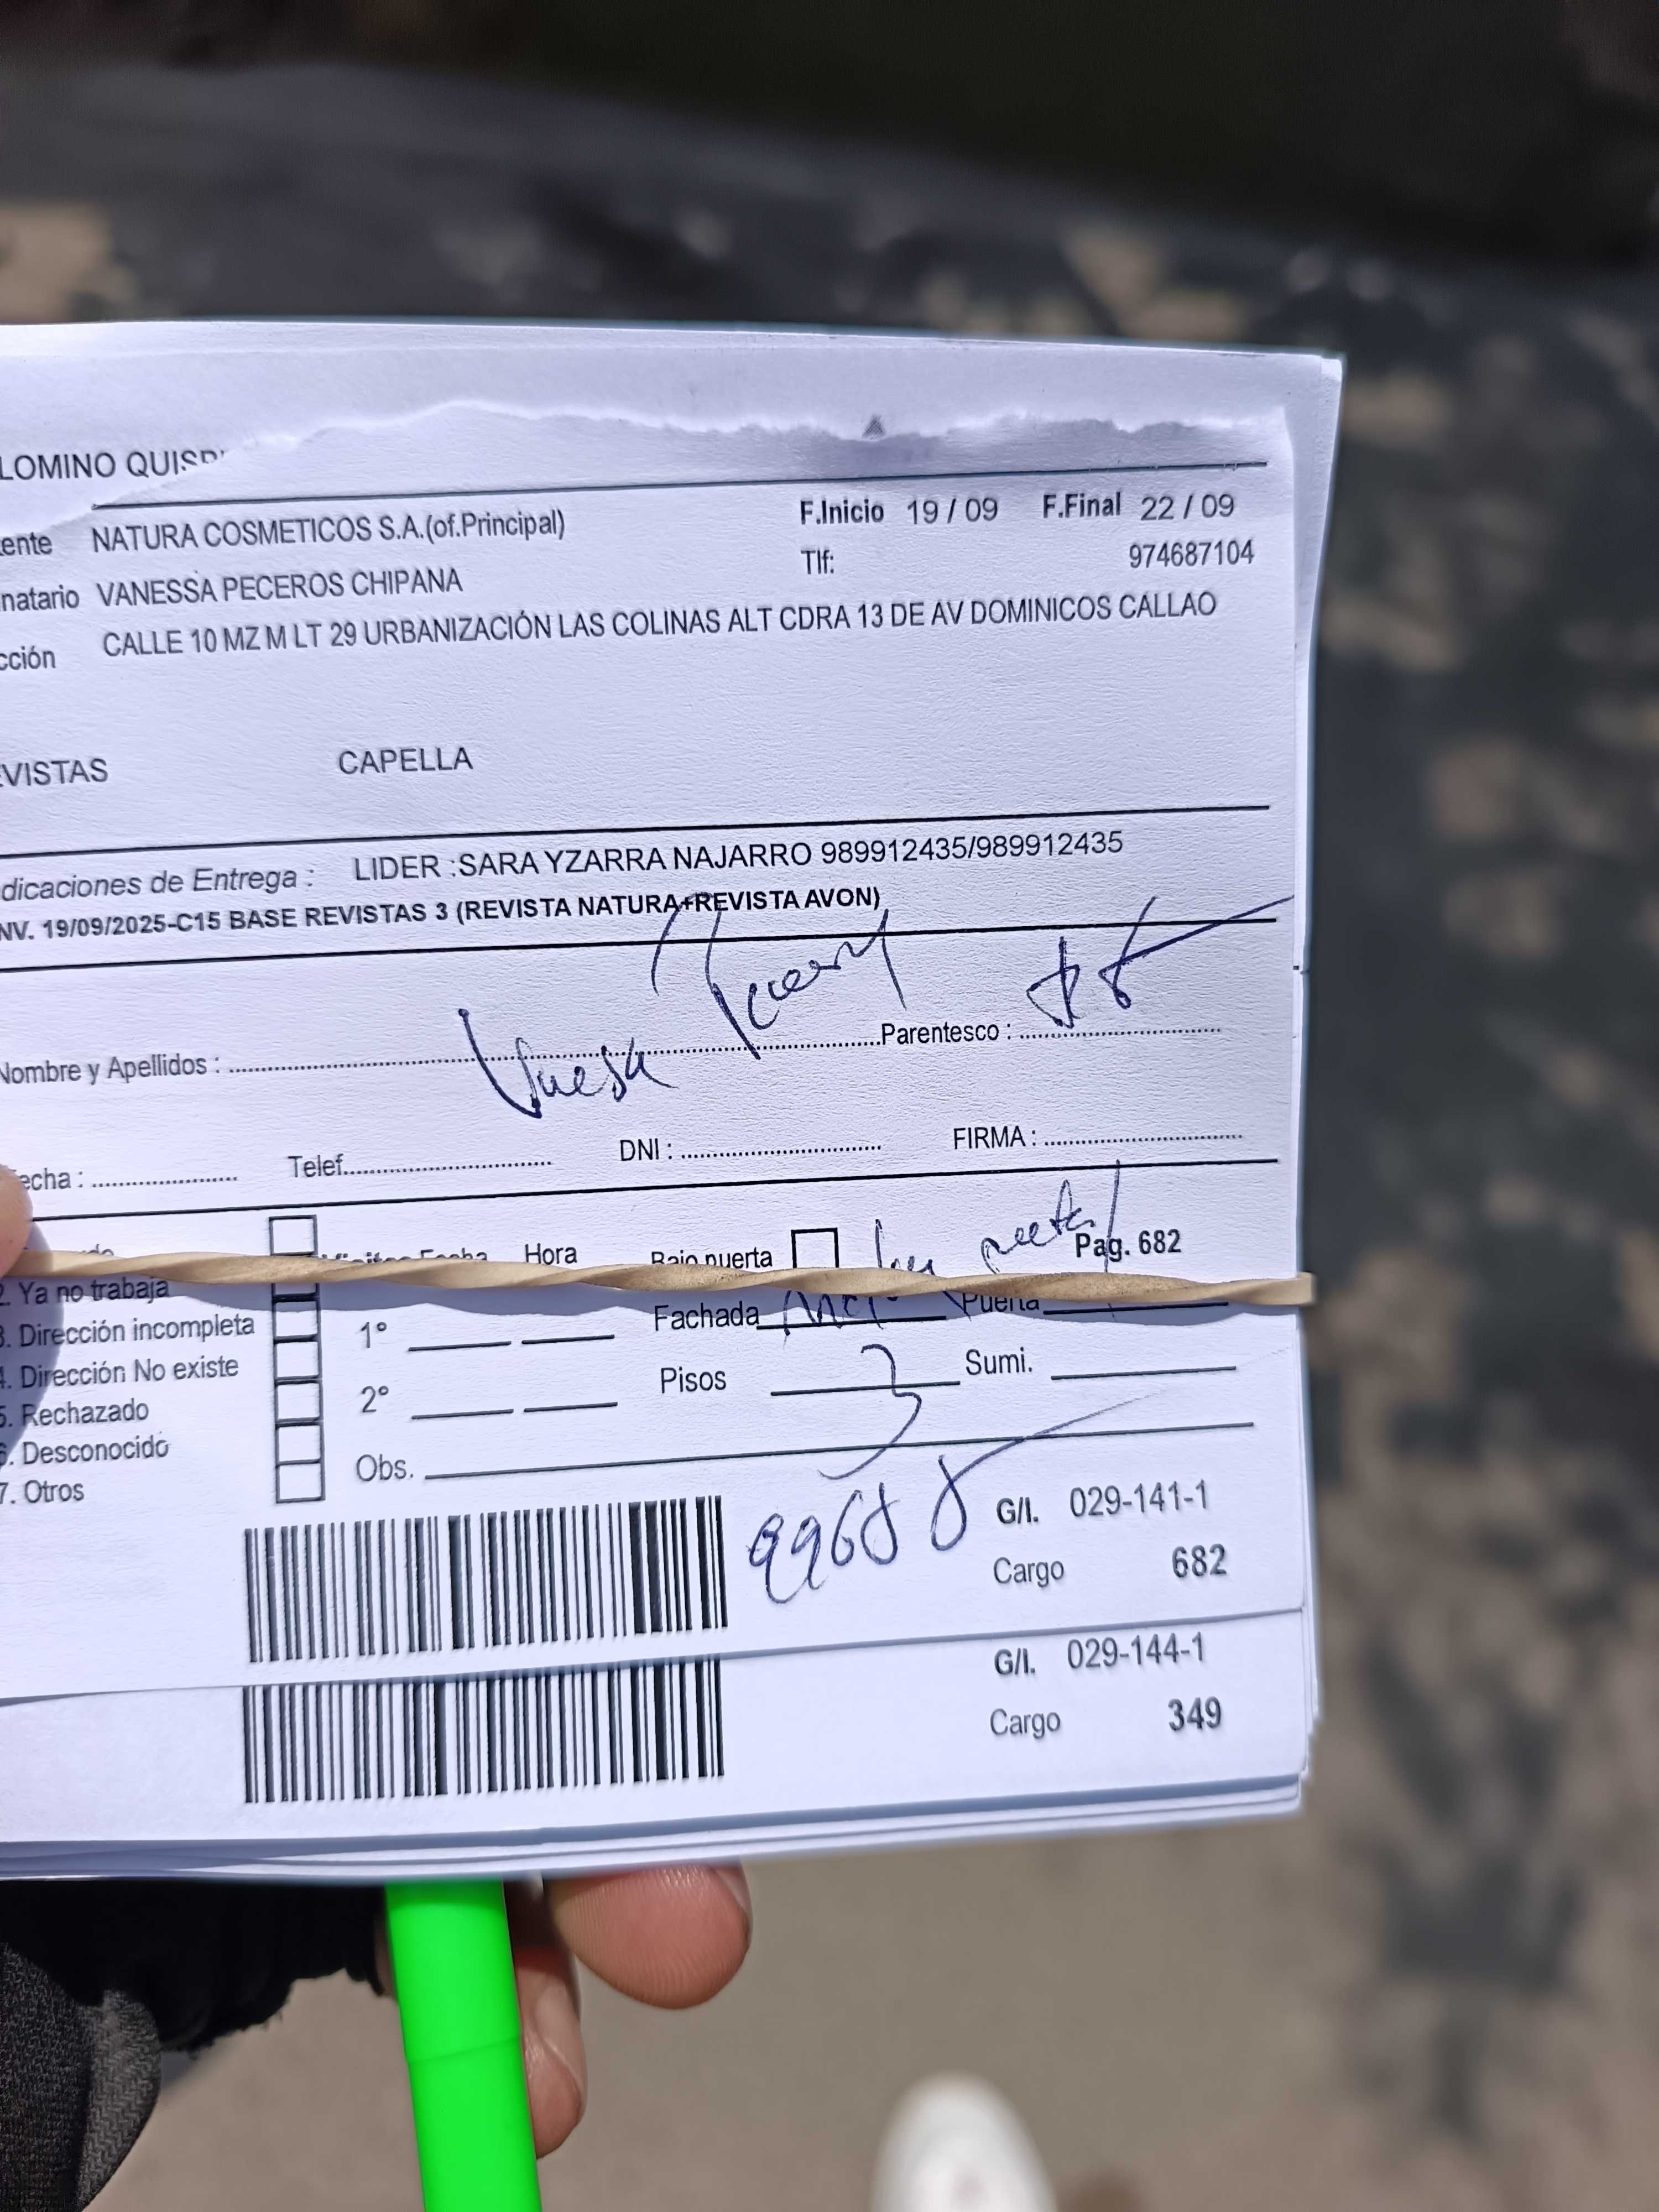 LOMINO QUISP
ente NATURA COSMETICOS S.A.(of.Principal) F.Inicio 19 / 09 F.Final 22 / 09
natario VANESSA PECEROS CHIPANA Tlf: 974687104
cción CALLE 10 MZ M LT 29 URBANIZACIÓN LAS COLINAS ALT CDRA 13 DE AV DOMINICOS CALLAO
VISTAS CAPELLA
dicaciones de Entrega : LIDER :SARA YZARRA NAJARRO 989912435/989912435
NV. 19/09/2025-C15 BASE REVISTAS 3 (REVISTA NATURA+REVISTA AVON)
Nombre y Apellidos : Parentesco :
echa : Telef. DNI : FIRMA :
Fecha Hora Bajo puerta Pag. 682
2. Ya no trabaja Fachada Puerta
3. Dirección incompleta 1°
4. Dirección No existe Pisos 3 Sumi.
5. Rechazado 2°
6. Desconocido
7. Otros Obs.
G/I. 029-141-1
Cargo 682
G/I. 029-144-1
Cargo 349